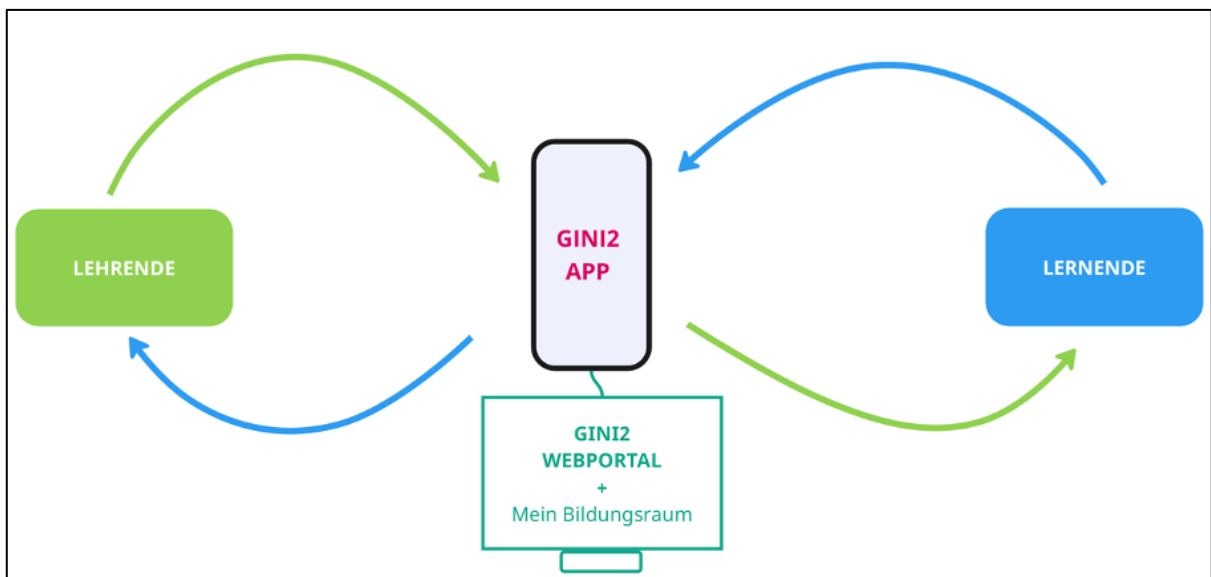 LEHRENDE
GINI2
APP
LERNENDE
GINI2
WEBPORTAL
+
Mein Bildungsraum